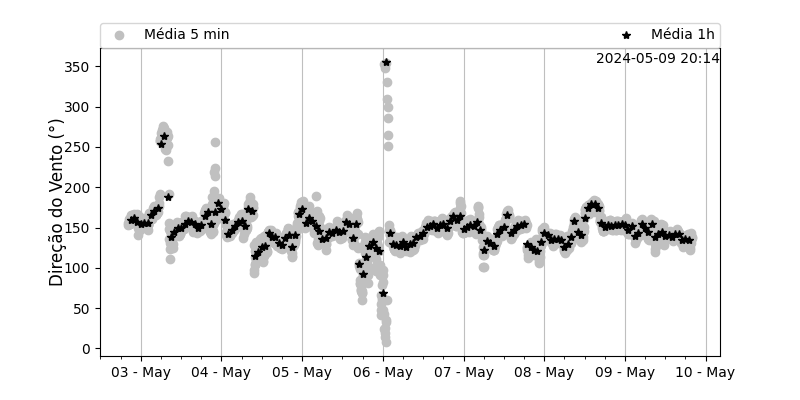 Média 5 min
Média 1h
2024-05-09 20:14
Direção do Vento (°)
350
300
250
200
150
100
50
0
03 - May
04 - May
05 - May
06 - May
07 - May
08 - May
09 - May
10 - May